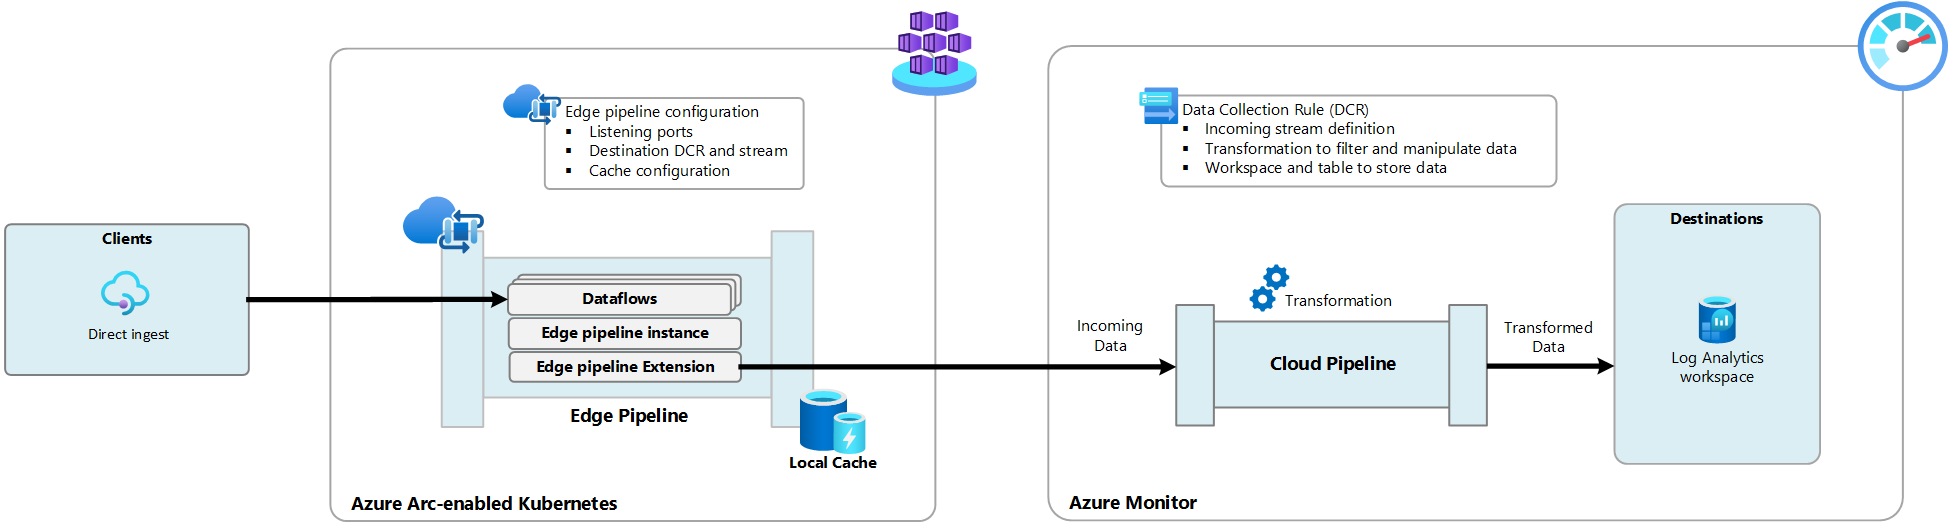 Clients
Direct ingest
Edge pipeline configuration
▪ Listening ports
▪ Destination DCR and stream
▪ Cache configuration
Dataflows
Edge pipeline instance
Edge pipeline Extension
Edge Pipeline
Local Cache
Azure Arc-enabled Kubernetes
Incoming
Data
Data Collection Rule (DCR)
▪ Incoming stream definition
▪ Transformation to filter and manipulate data
▪ Workspace and table to store data
Transformation
Cloud Pipeline
Transformed
Data
Destinations
Log Analytics
workspace
Azure Monitor